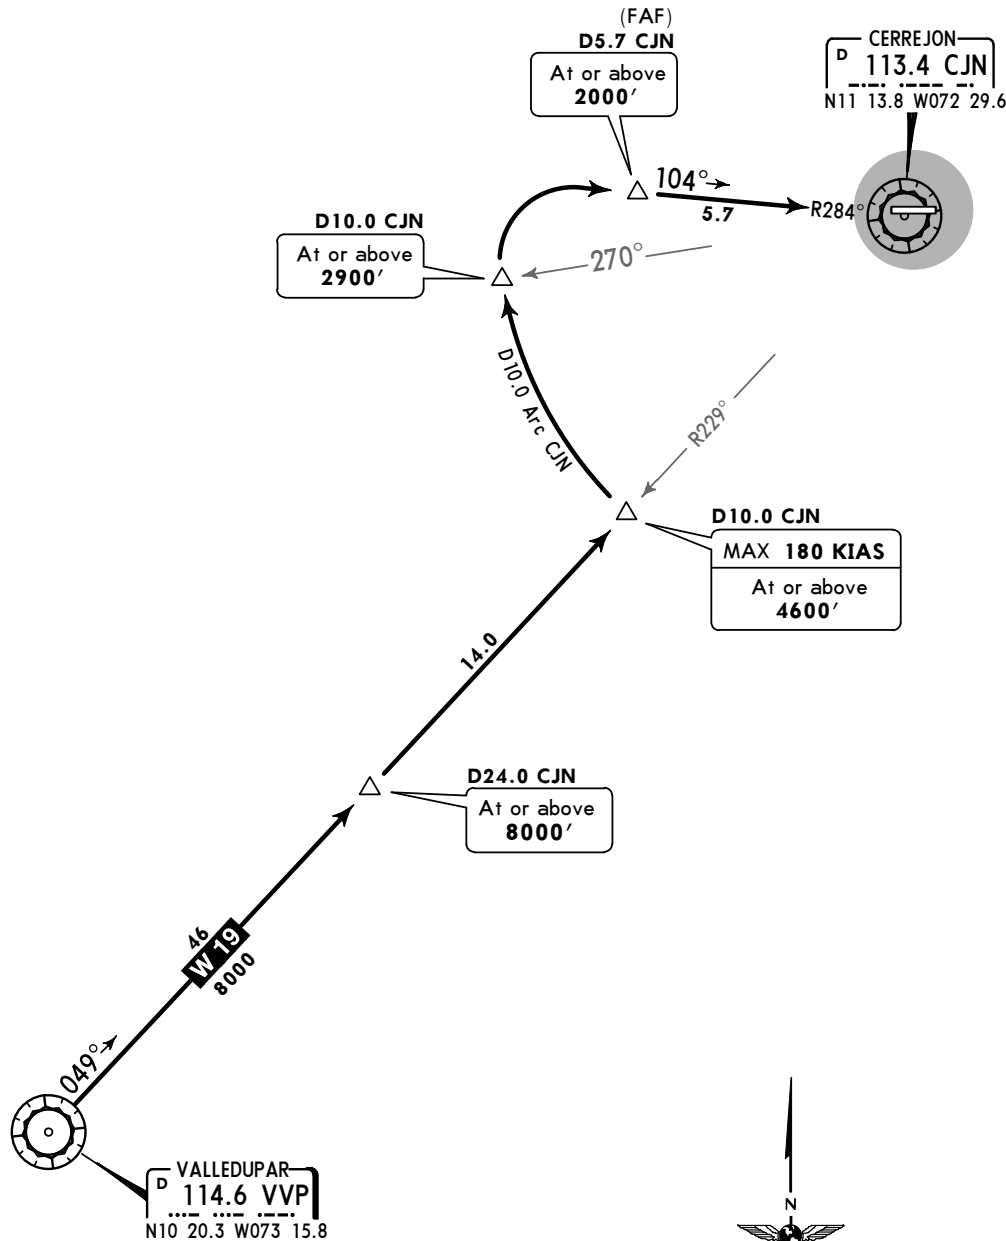 (FAF)
D5.7 CJN
At or above
2000′
CERREJON
D 113.4 CJN
N11 13.8 W072 29.6
104°
5.7
R284°
D10.0 CJN
At or above
2900′
270°
D10.0 Arc CJN
R229°
D10.0 CJN
MAX 180 KIAS
At or above
4600′
14.0
D24.0 CJN
At or above
8000′
46
W 19
8000
049°
VALLEDUPAR
D 114.6 VVP
N10 20.3 W073 15.8
N